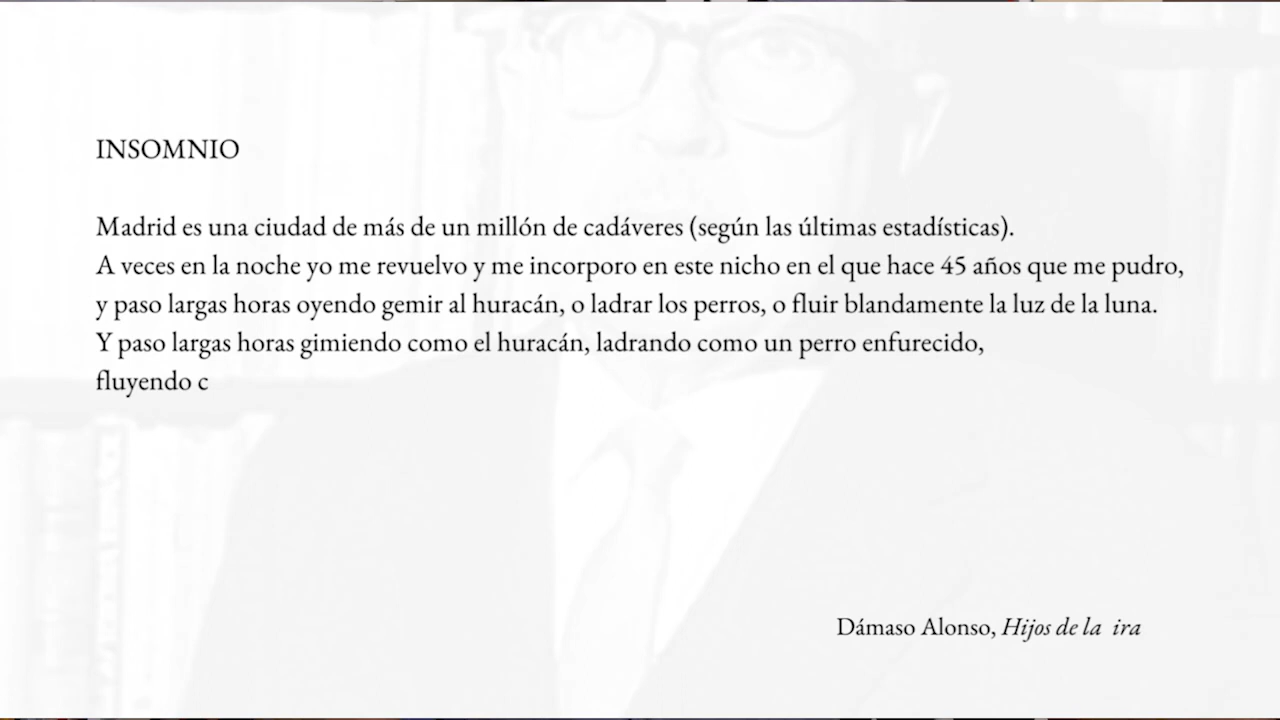 INSOMNIO
Madrid es una ciudad de más de un millón de cadáveres (según las últimas estadísticas).
A veces en la noche yo me revuelvo y me incorporo en este nicho en el que hace 45 años que me pudro,
y paso largas horas oyendo gemir al huracán, o ladrar los perros, o fluir blandamente la luz de la luna.
Y paso largas horas gimiendo como el huracán, ladrando como un perro enfurecido,
fluyendo c
Dámaso Alonso, Hijos de la ira